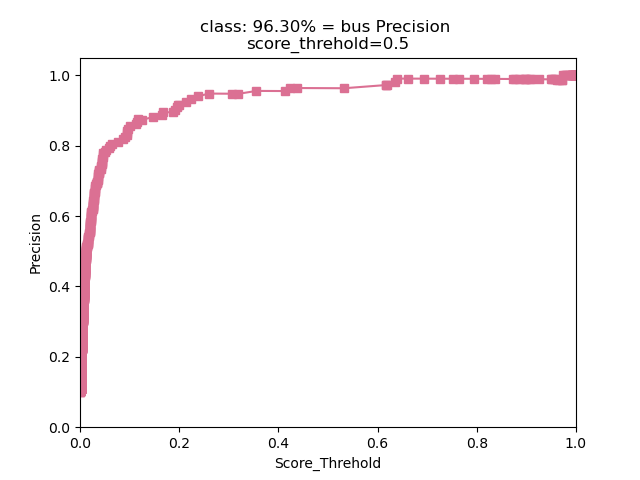 class: 96.30% = bus Precision
score_threhold=0.5
1.0
0.8
0.6
0.4
0.2
0.0
Precision
0.0 0.2 0.4 0.6 0.8 1.0
Score_Threhold